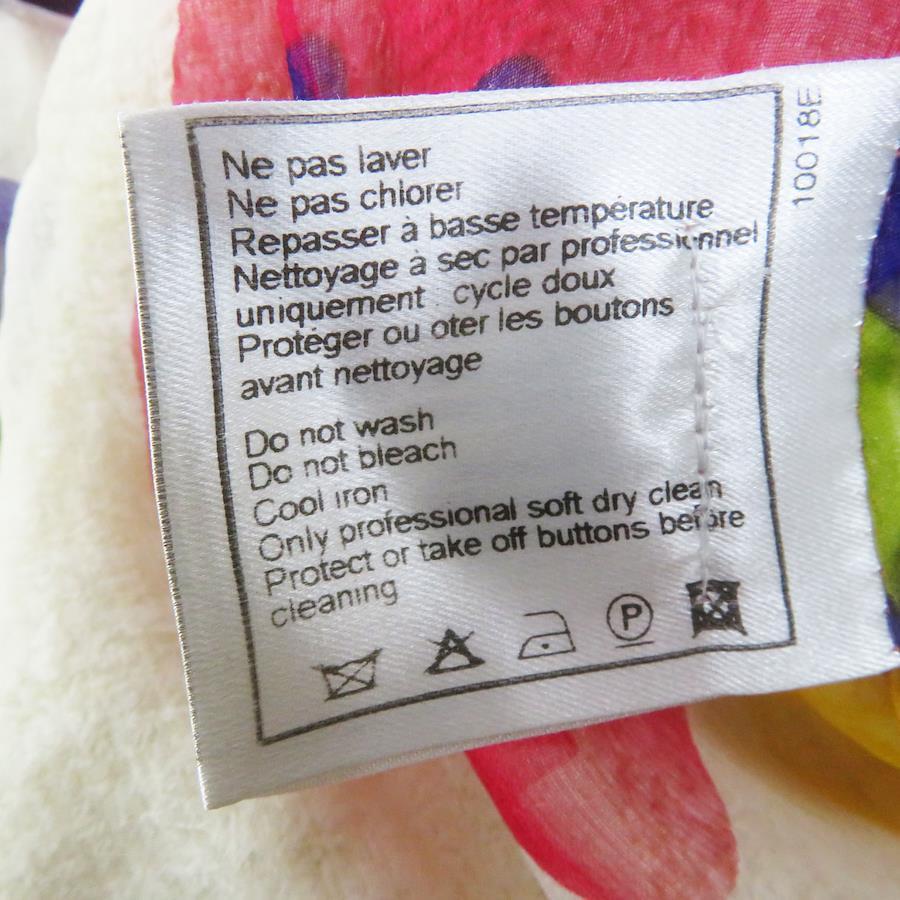 Ne pas laver
Ne pas chlorer
Repasser à basse température
Nettoyage à sec par professionnel
uniquement : cycle doux
Protéger ou oter les boutons
avant nettoyage
Do not wash
Do not bleach
Cool iron
Only professional soft dry clean
Protect or take off buttons before
cleaning
P
10018E